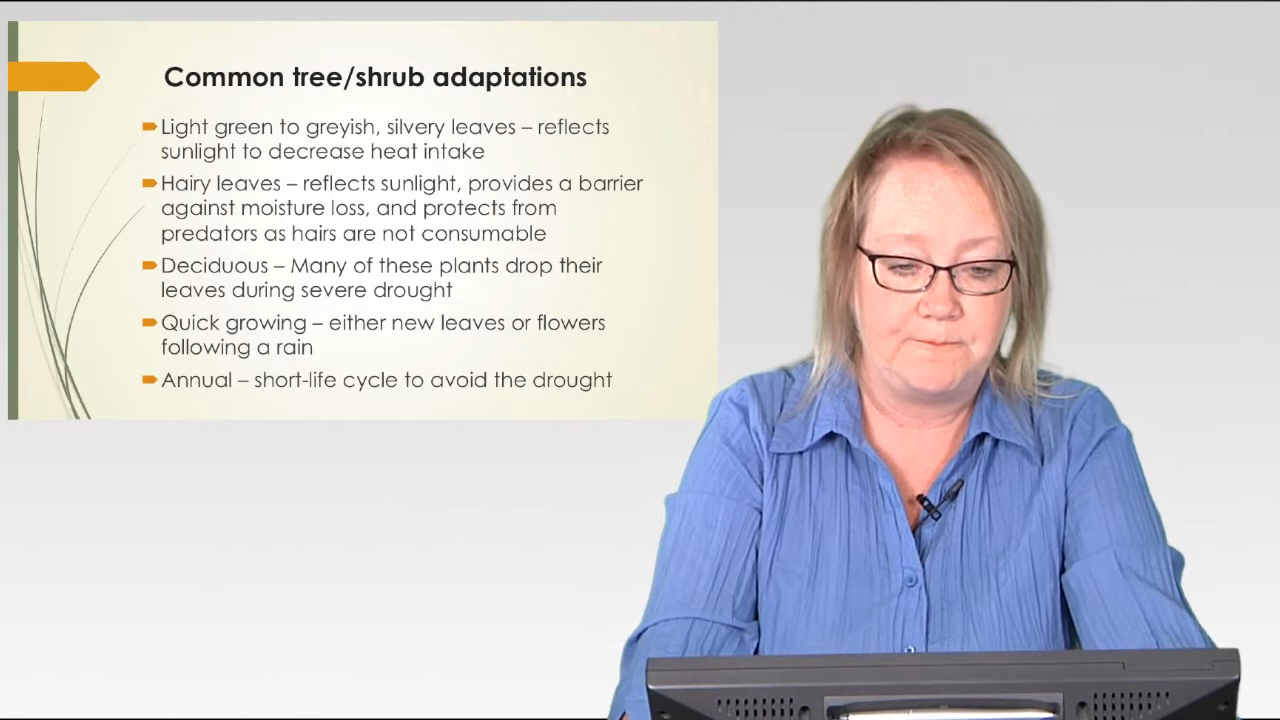 Common tree/shrub adaptations
Light green to greyish, silvery leaves – reflects
sunlight to decrease heat intake
Hairy leaves – reflects sunlight, provides a barrier
against moisture loss, and protects from
predators as hairs are not consumable
Deciduous – Many of these plants drop their
leaves during severe drought
Quick growing – either new leaves or flowers
following a rain
Annual – short-life cycle to avoid the drought